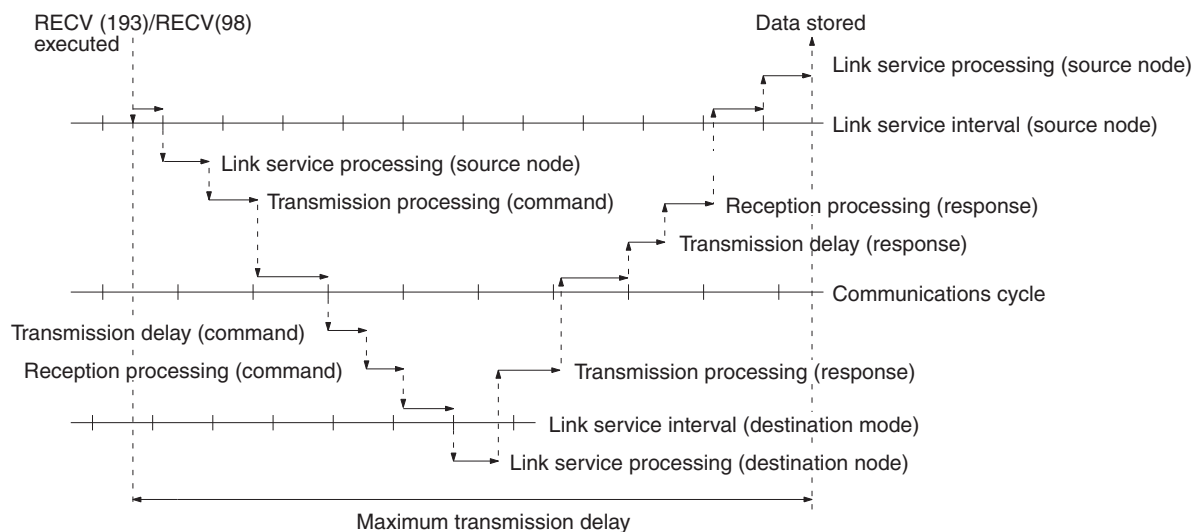 RECV (193)/RECV(98)
executed
Data stored
Link service processing (source node)
Link service interval (source node)
Link service processing (source node)
Transmission processing (command)
Reception processing (response)
Transmission delay (response)
Communications cycle
Transmission delay (command)
Reception processing (command)
Transmission processing (response)
Link service interval (destination mode)
Link service processing (destination node)
Maximum transmission delay